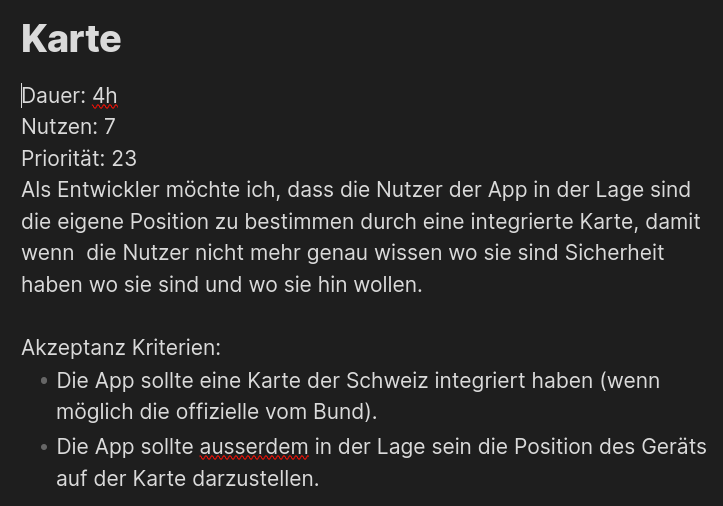 Karte
Dauer: 4h
Nutzen: 7
Priorität: 23
Als Entwickler möchte ich, dass die Nutzer der App in der Lage sind
die eigene Position zu bestimmen durch eine integrierte Karte, damit
wenn  die Nutzer nicht mehr genau wissen wo sie sind Sicherheit
haben wo sie sind und wo sie hin wollen.
Akzeptanz Kriterien:
• Die App sollte eine Karte der Schweiz integriert haben (wenn
möglich die offizielle vom Bund).
• Die App sollte ausserdem in der Lage sein die Position des Geräts
auf der Karte darzustellen.